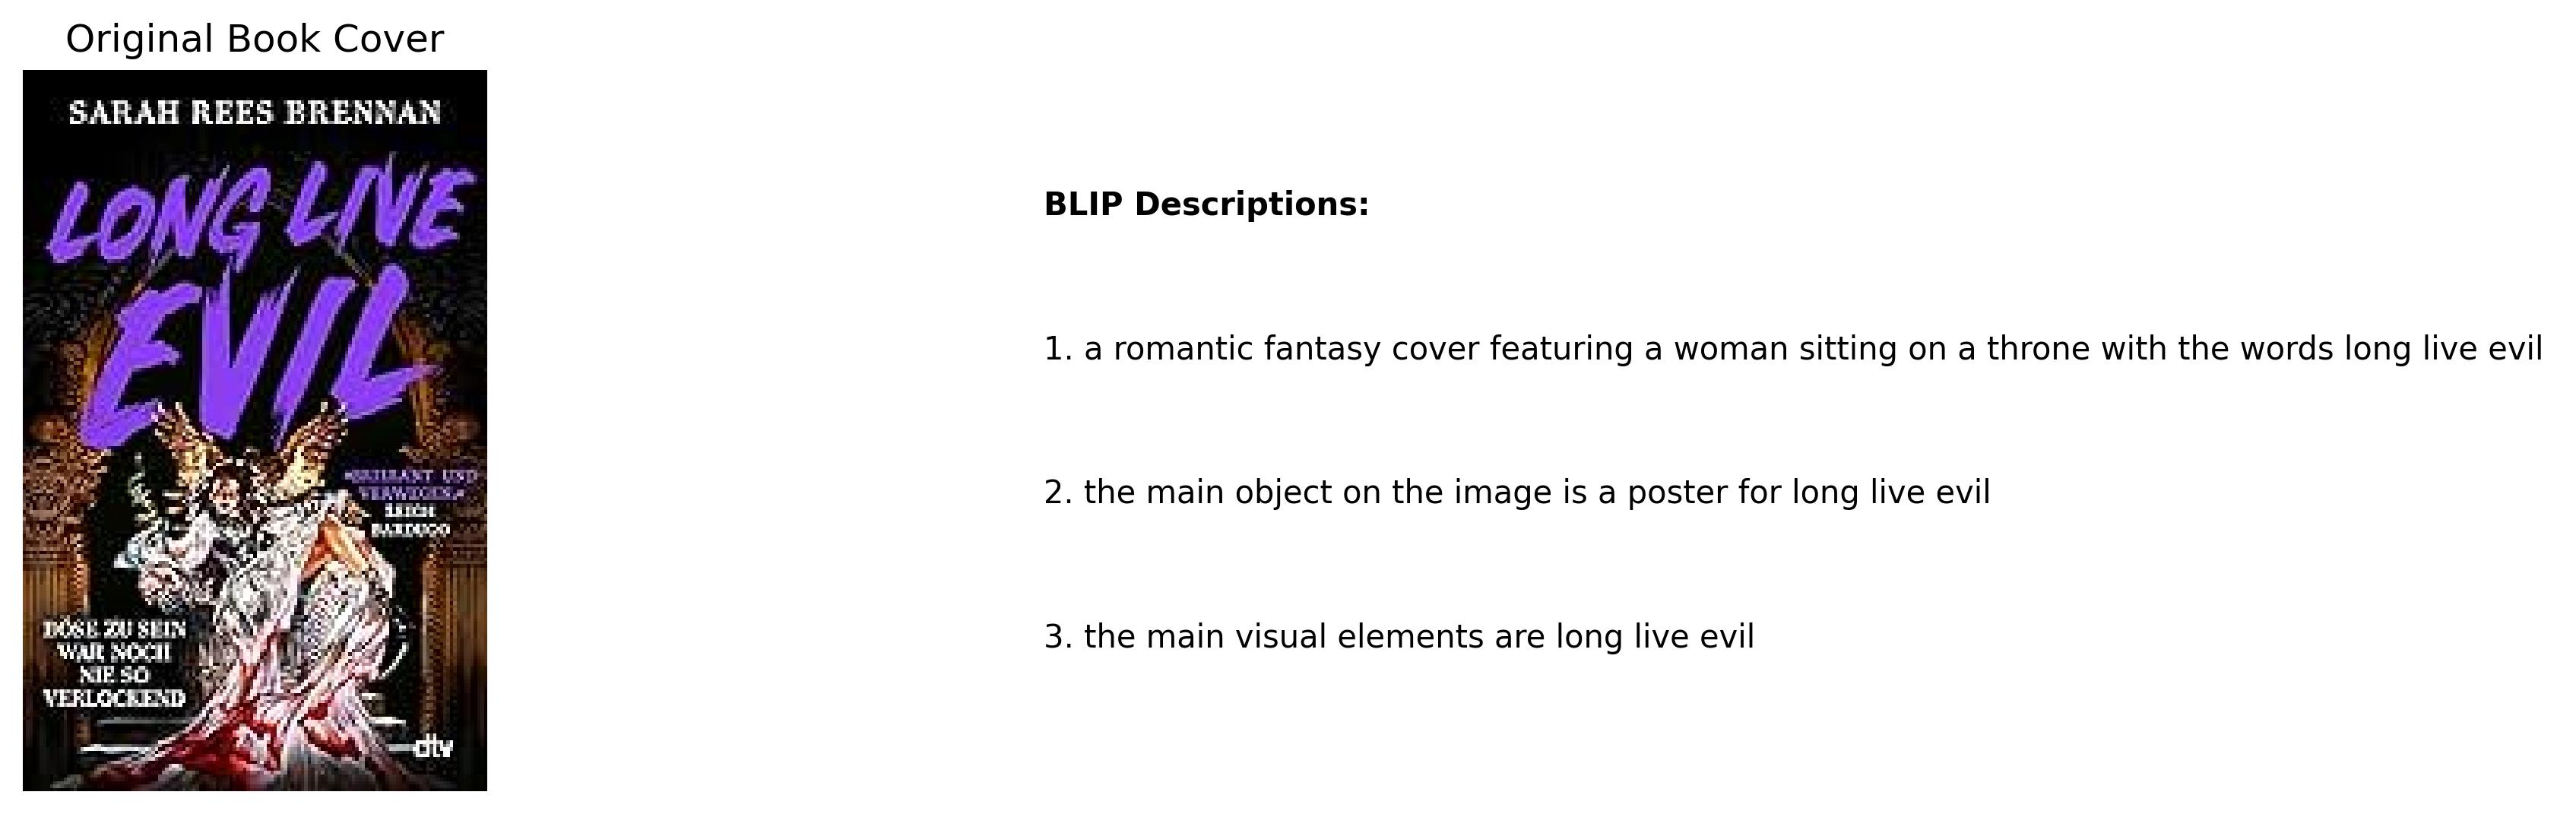 Original Book Cover
SARAH REES BRENNAN
LONG LIVE
EVIL
»BRILLANT UND
VERWEGEN«
LEIGH
BARDUGO
BÖSE ZU SEIN
WAR NOCH
NIE SO
VERLOCKEND
dtv
BLIP Descriptions:
1. a romantic fantasy cover featuring a woman sitting on a throne with the words long live evil
2. the main object on the image is a poster for long live evil
3. the main visual elements are long live evil